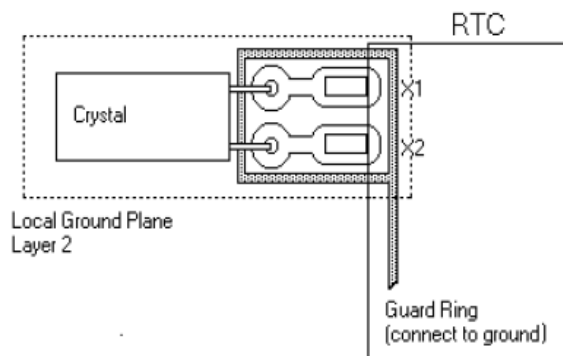 RTC
Crystal
X1
X2
Local Ground Plane
Layer 2
Guard Ring
(connect to ground)